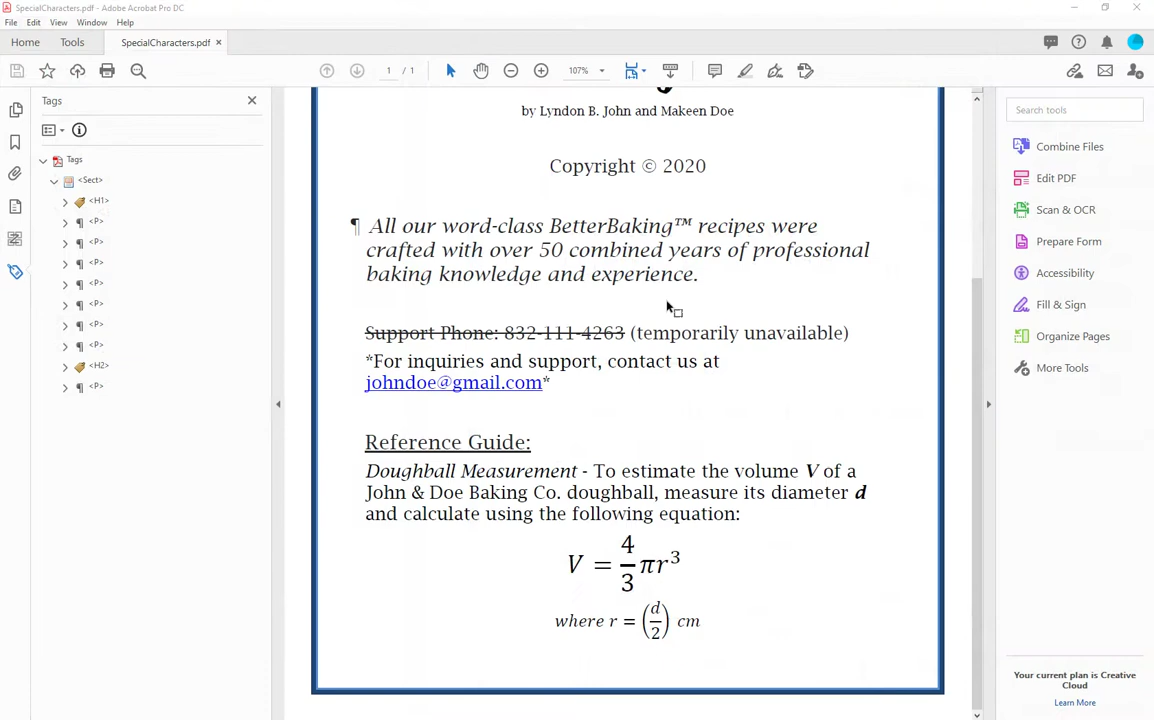 SpecialCharacters.pdf - Adobe Acrobat Pro DC
File Edit View Window Help
Home Tools SpecialCharacters.pdf ×
1 / 1 107%
Tags
Tags
<Sect>
<H1>
<P>
<P>
<P>
<P>
<P>
<P>
<P>
<H2>
<P>
by Lyndon B. John and Makeen Doe
Copyright © 2020
¶ All our word-class BetterBaking™ recipes were
crafted with over 50 combined years of professional
baking knowledge and experience.
Support Phone: 832-111-4263 (temporarily unavailable)
*For inquiries and support, contact us at
johndoe@gmail.com*
Reference Guide:
Doughball Measurement - To estimate the volume V of a
John & Doe Baking Co. doughball, measure its diameter d
and calculate using the following equation:
V = 4/3 πr³
where r = (d/2) cm
Search tools
Combine Files
Edit PDF
Scan & OCR
Prepare Form
Accessibility
Fill & Sign
Organize Pages
More Tools
Your current plan is Creative
Cloud
Learn More